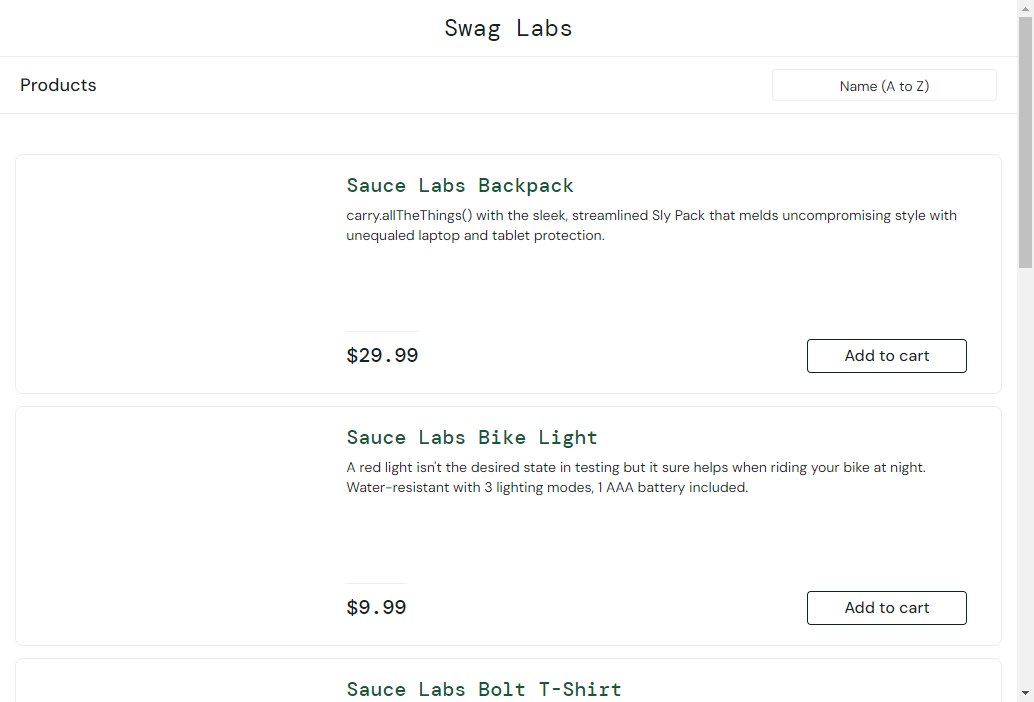 Swag Labs
Products
Name (A to Z)
Sauce Labs Backpack
carry.allTheThings() with the sleek, streamlined Sly Pack that melds uncompromising style with
unequaled laptop and tablet protection.
$29.99
Add to cart
Sauce Labs Bike Light
A red light isn't the desired state in testing but it sure helps when riding your bike at night.
Water-resistant with 3 lighting modes, 1 AAA battery included.
$9.99
Add to cart
Sauce Labs Bolt T-Shirt